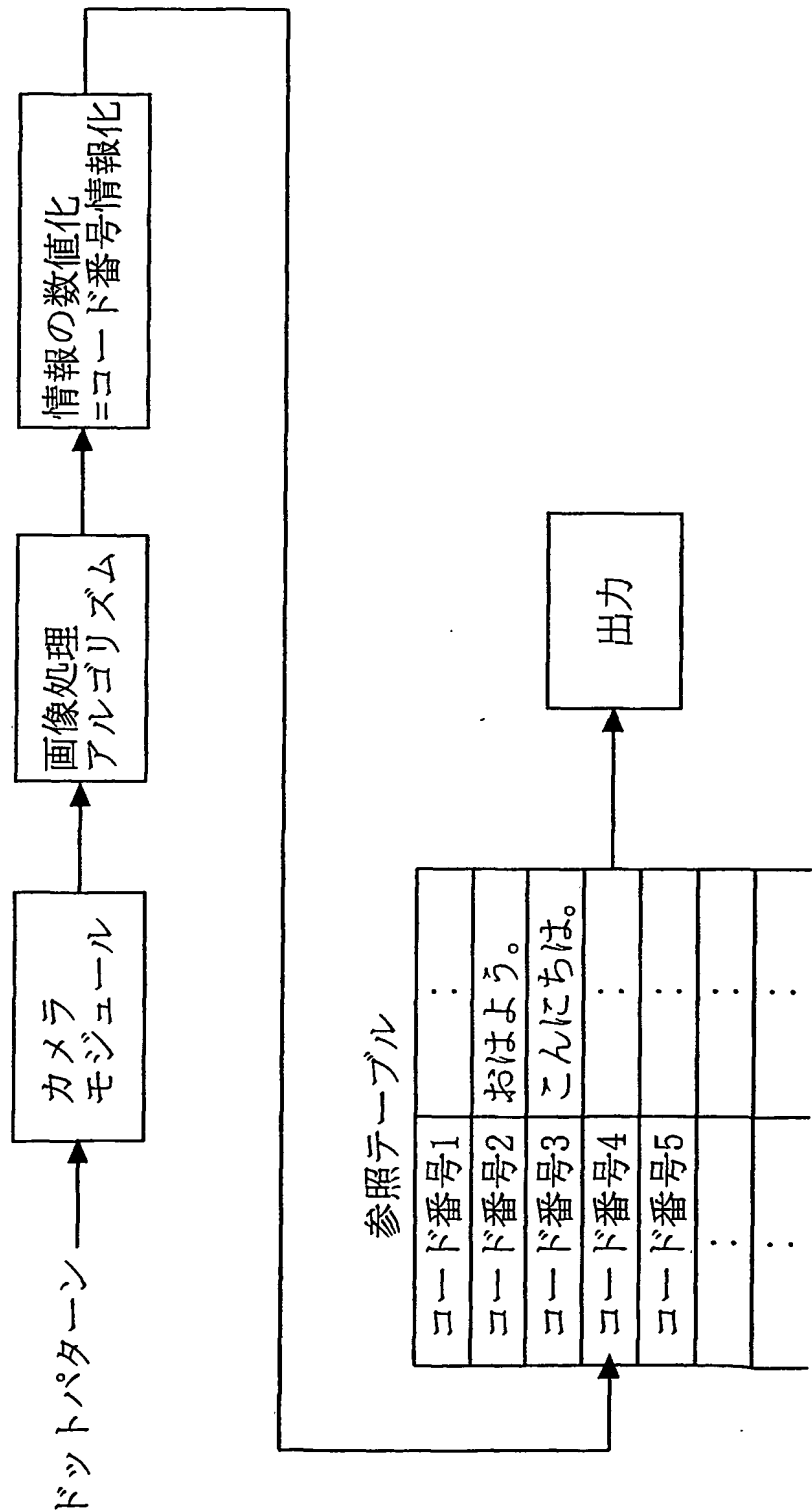 ドットパターン
カメラ
モジュール
画像処理
アルゴリズム
情報の数値化
=コード番号情報化
参照テーブル
コード番号1 :
コード番号2 おはよう。
コード番号3 こんにちは。
コード番号4 :
コード番号5 :
: :
: :
出力